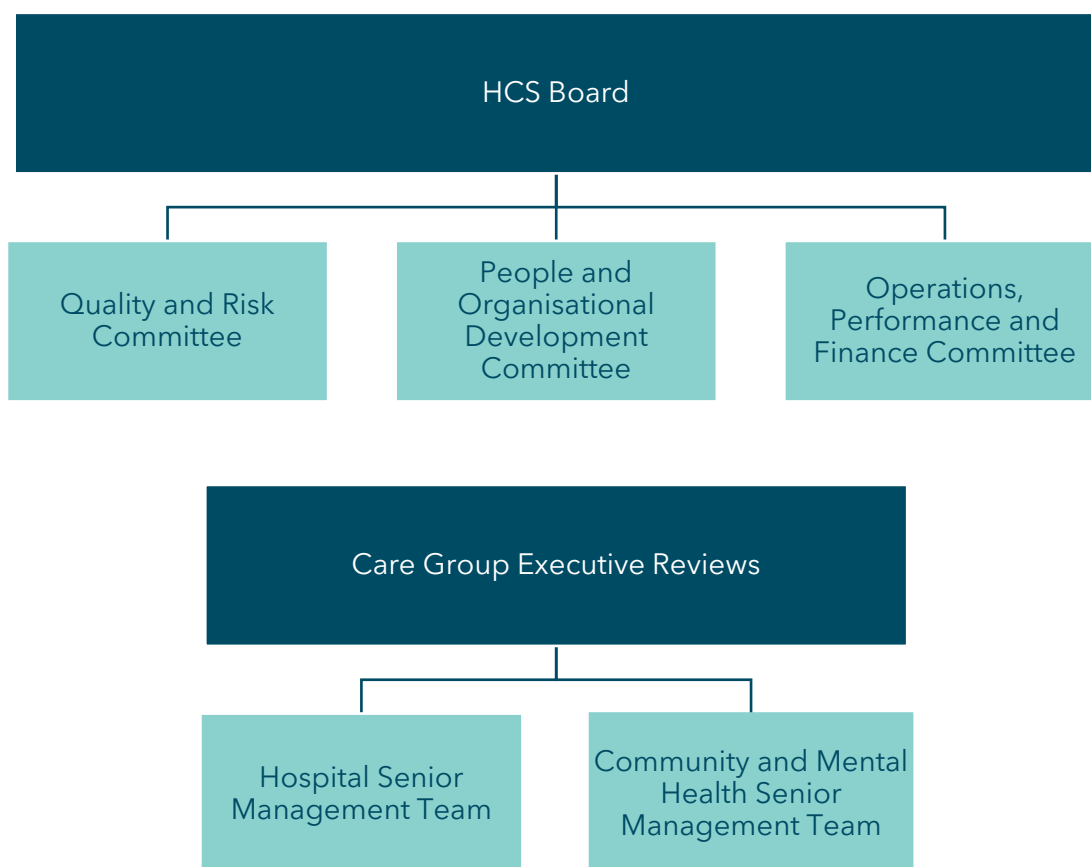 HCS Board
Quality and Risk
Committee
People and
Organisational
Development
Committee
Operations,
Performance and
Finance Committee
Care Group Executive Reviews
Hospital Senior
Management Team
Community and Mental
Health Senior
Management Team